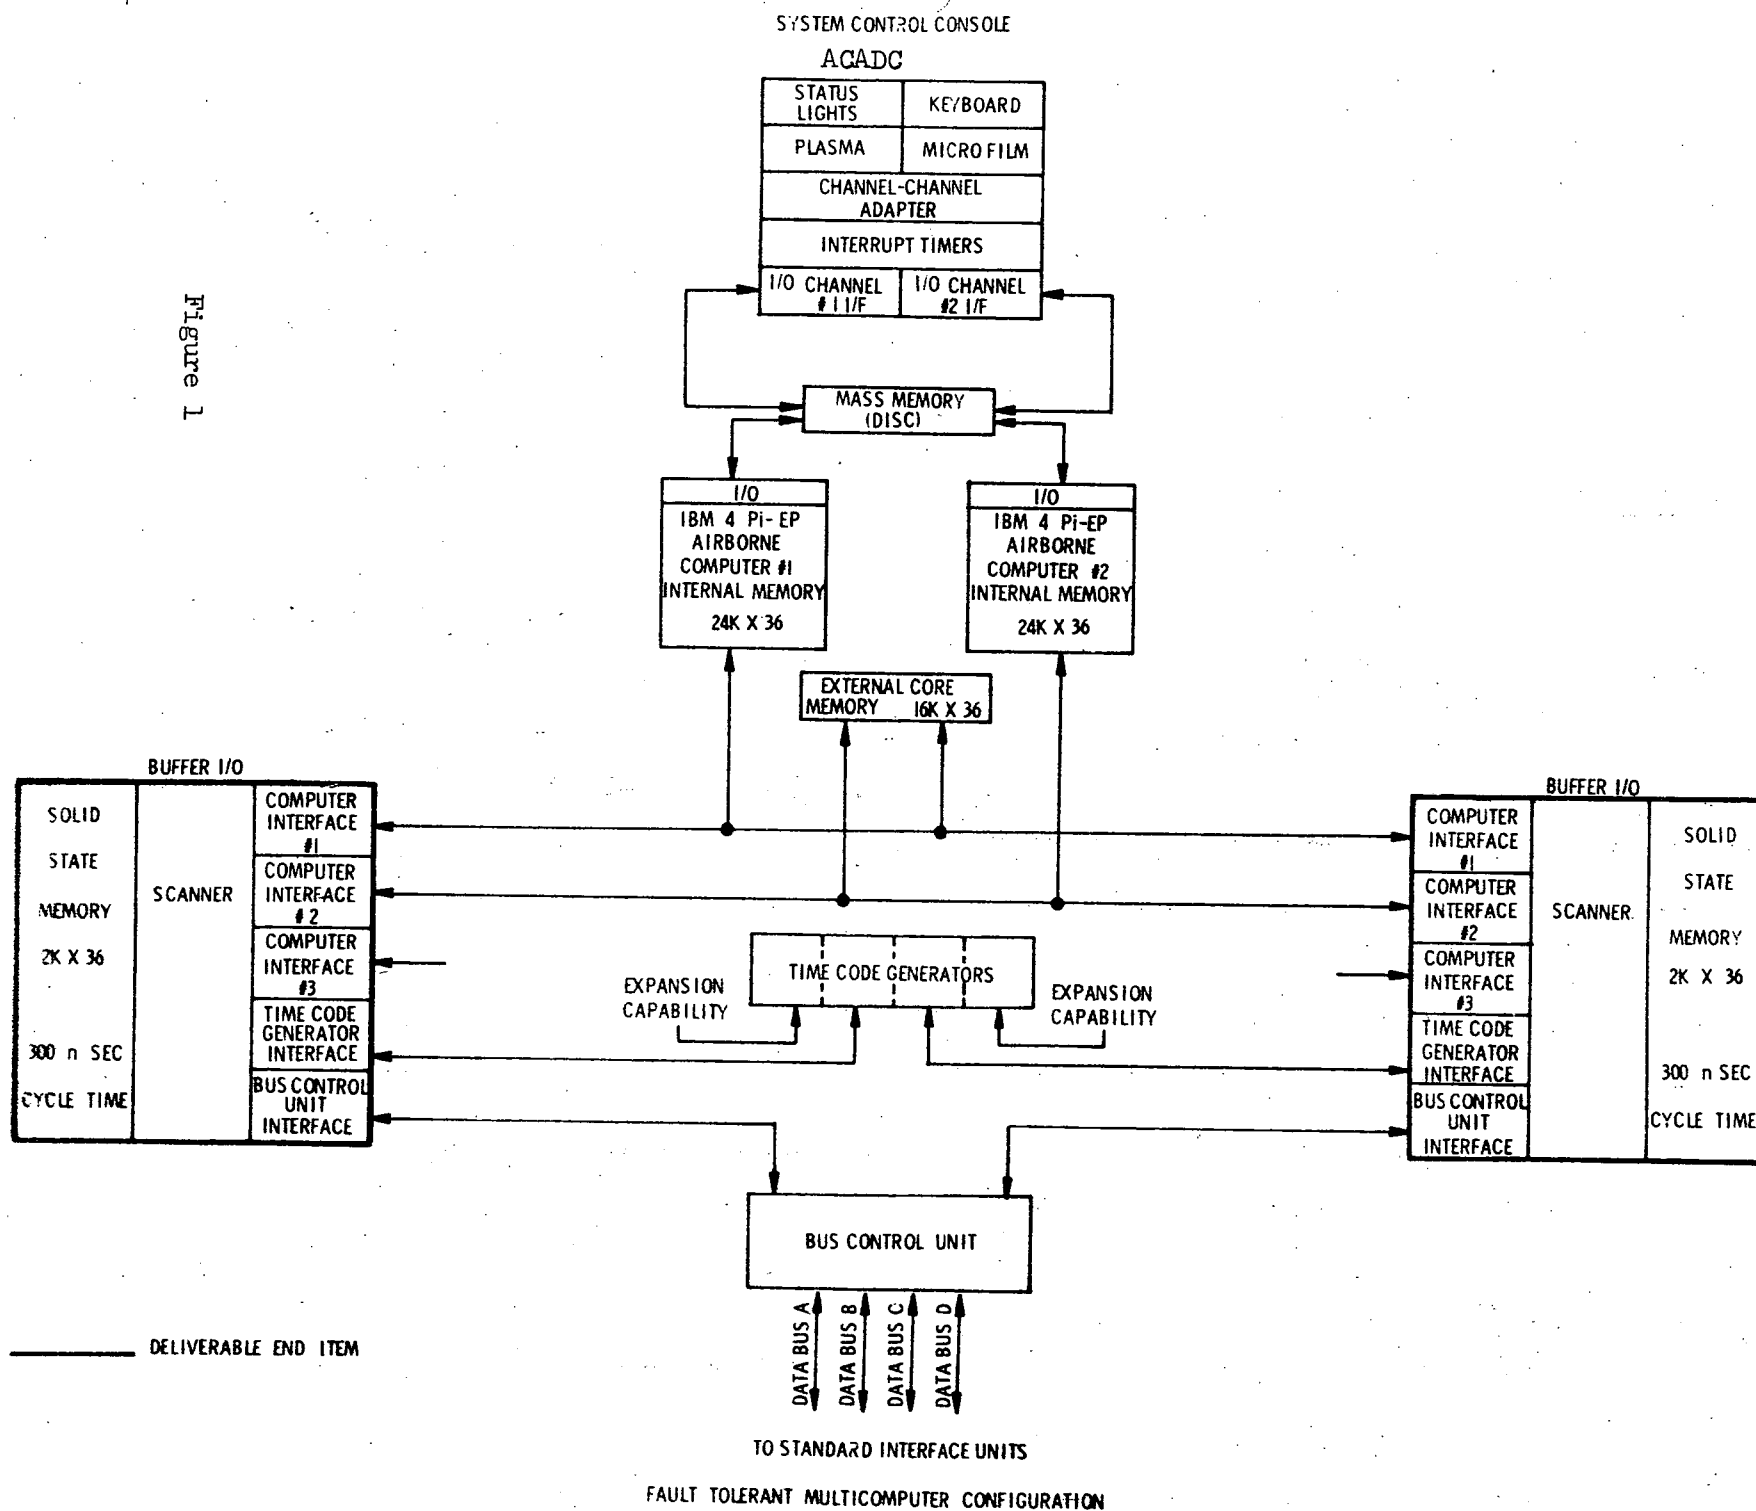 SYSTEM CONTROL CONSOLE
ACADC
STATUS
LIGHTS
KEYBOARD
PLASMA
MICROFILM
CHANNEL-CHANNEL
ADAPTER
INTERRUPT TIMERS
I/O CHANNEL
#1 I/F
I/O CHANNEL
#2 I/F
Figure 1
MASS MEMORY
(DISC)
I/O
IBM 4 Pi-EP
AIRBORNE
COMPUTER #1
INTERNAL MEMORY
24K X 36
I/O
IBM 4 Pi-EP
AIRBORNE
COMPUTER #2
INTERNAL MEMORY
24K X 36
EXTERNAL CORE
MEMORY 16K X 36
BUFFER I/O
SOLID
STATE
MEMORY
2K X 36
300 n SEC
CYCLE TIME
SCANNER
COMPUTER
INTERFACE
#1
COMPUTER
INTERFACE
#2
COMPUTER
INTERFACE
#3
TIME CODE
GENERATOR
INTERFACE
BUS CONTROL
UNIT
INTERFACE
BUFFER I/O
COMPUTER
INTERFACE
#1
COMPUTER
INTERFACE
#2
COMPUTER
INTERFACE
#3
TIME CODE
GENERATOR
INTERFACE
BUS CONTROL
UNIT
INTERFACE
SCANNER
SOLID
STATE
MEMORY
2K X 36
300 n SEC
CYCLE TIME
TIME CODE GENERATORS
EXPANSION
CAPABILITY
EXPANSION
CAPABILITY
BUS CONTROL UNIT
DATA BUS A
DATA BUS B
DATA BUS C
DATA BUS D
DELIVERABLE END ITEM
TO STANDARD INTERFACE UNITS
FAULT TOLERANT MULTICOMPUTER CONFIGURATION